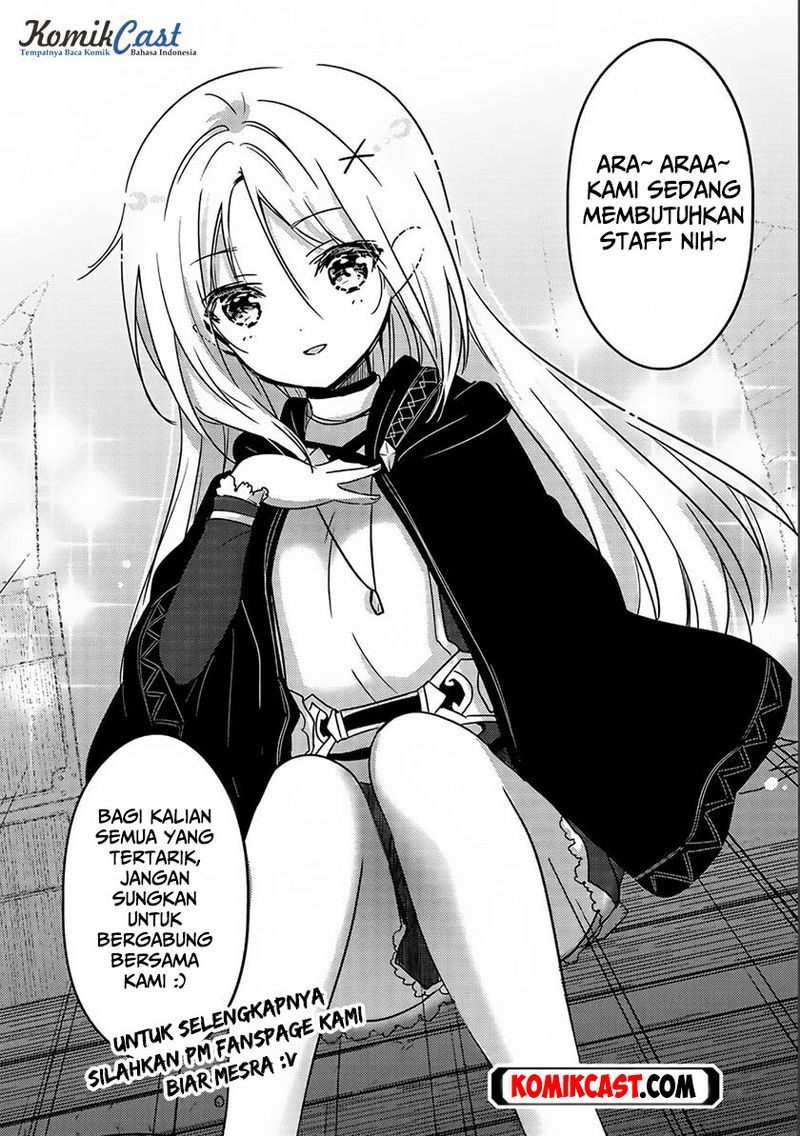 KomikCast
Tempatnya Baca Komik Bahasa Indonesia
ARA~ ARAA~
KAMI SEDANG
MEMBUTUHKAN
STAFF NIH~
BAGI KALIAN
SEMUA YANG
TERTARIK,
JANGAN
SUNGKAN
UNTUK
BERGABUNG
BERSAMA
KAMI :)
UNTUK SELENGKAPNYA
SILAHKAN PM FANSPAGE KAMI
BIAR MESRA :V
KOMIKCAST.COM